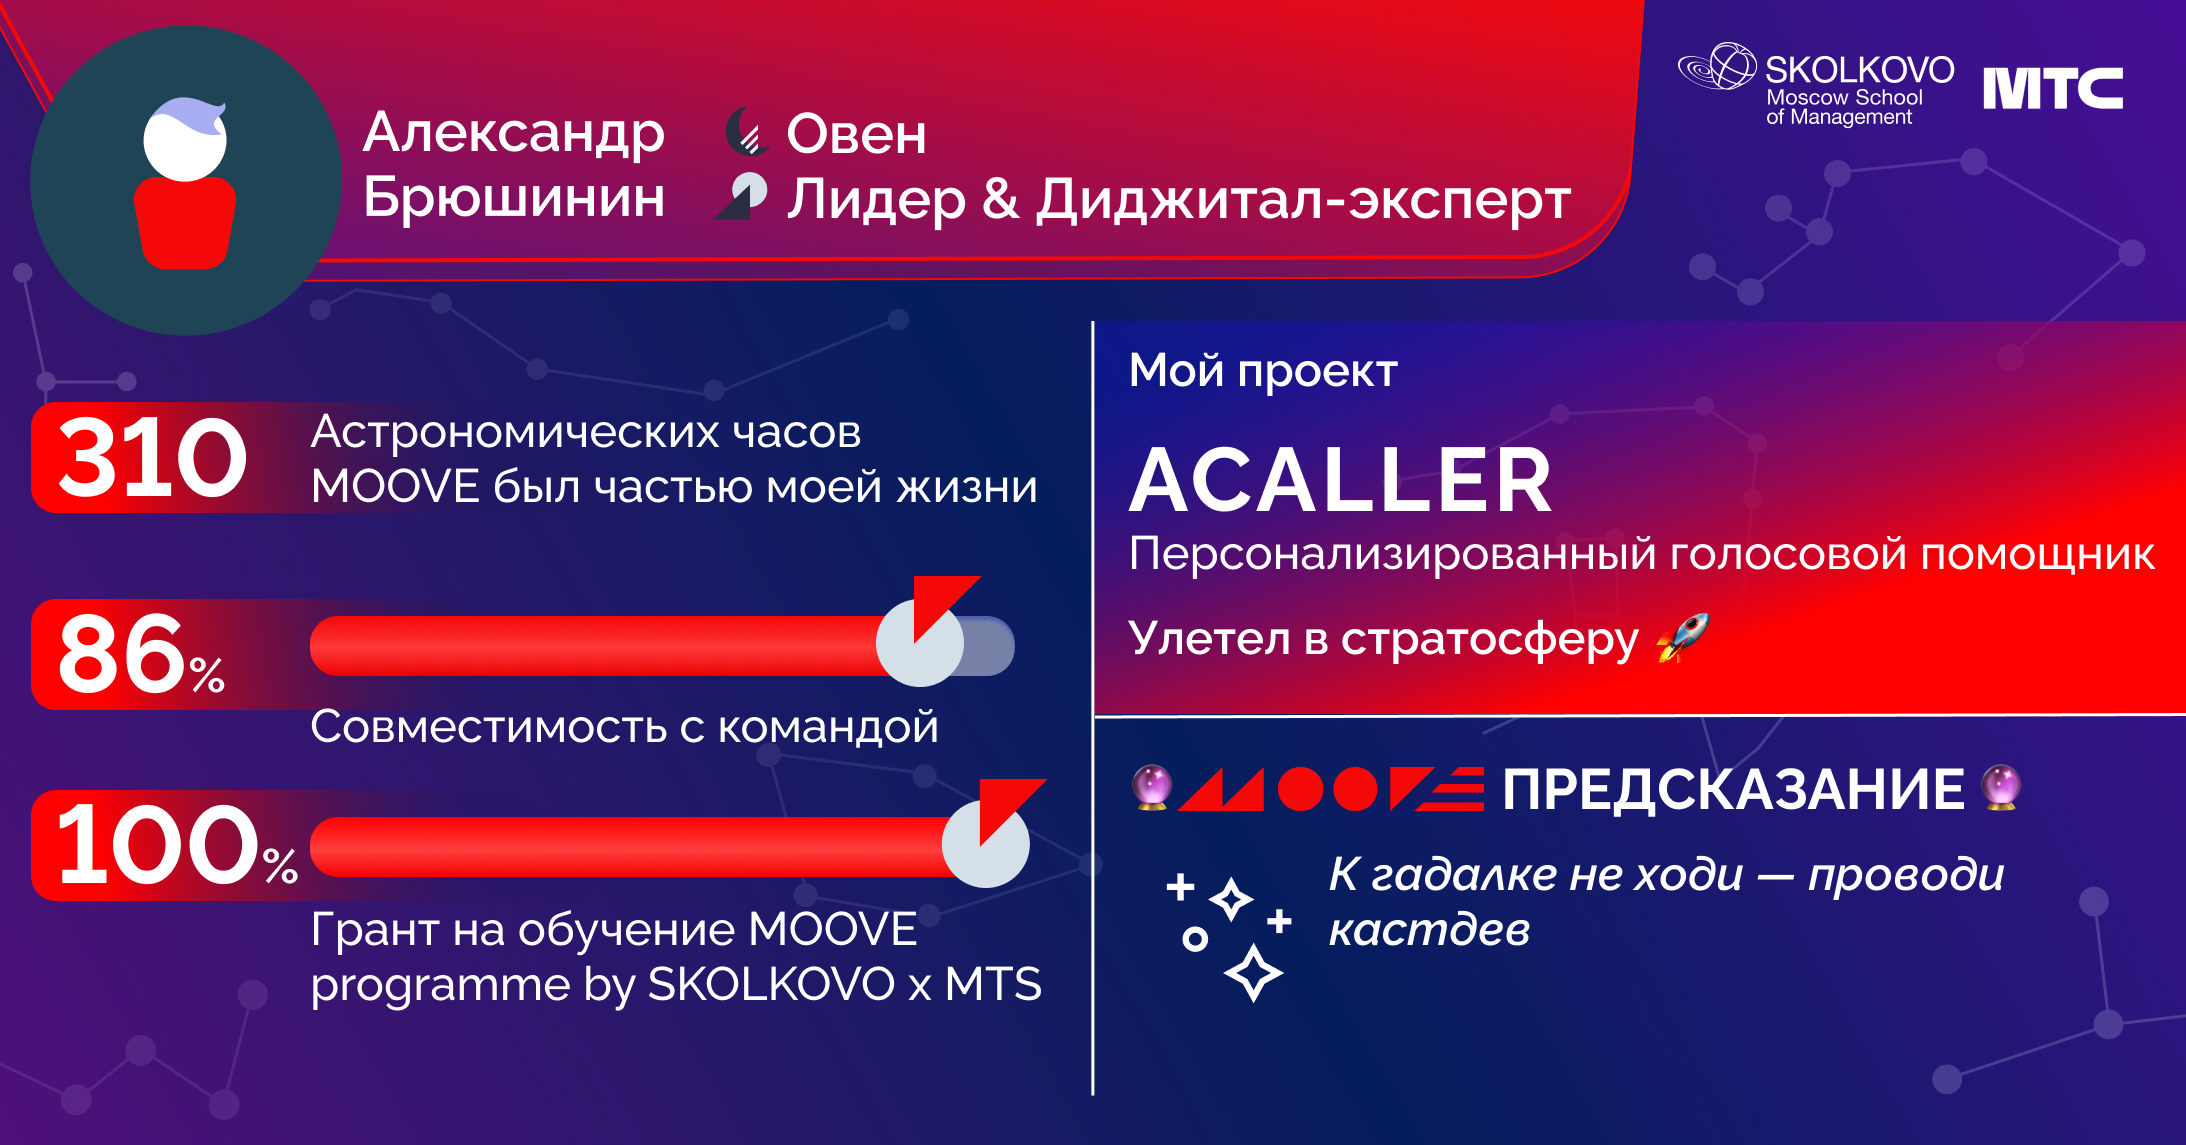 Александр
Брюшинин
Овен
Лидер & Диджитал-эксперт
SKOLKOVO
Moscow School
of Management
МТС
310
Астрономических часов
MOOVE был частью моей жизни
86%
Совместимость с командой
100%
Грант на обучение MOOVE
programme by SKOLKOVO x MTS
Мой проект
ACALLER
Персонализированный голосовой помощник
Улетел в стратосферу 🚀
🔮 MOOVE ПРЕДСКАЗАНИЕ 🔮
К гадалке не ходи — проводи
кастдев